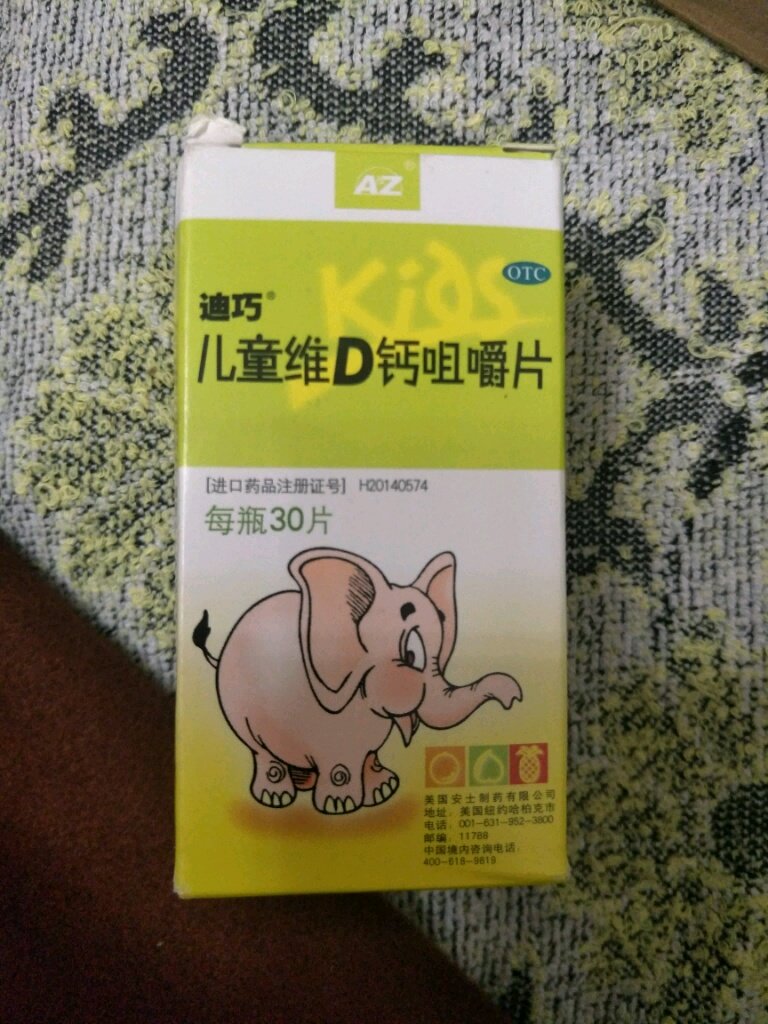 AZ®
Kids
OTC
迪巧®
儿童维D钙咀嚼片
[进口药品注册证号] H20140574
每瓶30片
美国安士制药有限公司
地址：美国纽约哈柏克市
电话：001-631-952-3800
邮编：11788
中国境内咨询电话：
400-618-9819